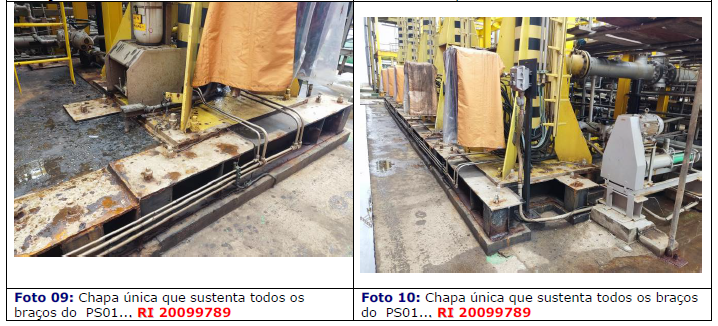 Foto 09: Chapa única que sustenta todos os
braços do  PS01... RI 20099789
Foto 10: Chapa única que sustenta todos os braços
do  PS01... RI 20099789